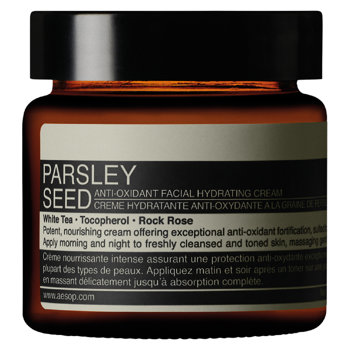 PARSLEY
SEED ANTI-OXIDANT FACIAL HYDRATING CREAM
CREME HYDRATANTE ANTI-OXYDANTE À LA GRAINE DE
White Tea · Tocopherol · Rock Rose
Potent, nourishing cream offering exceptional anti-oxidant fortification,
Apply morning and night to freshly cleansed and toned skin, massaging
Crème nourrissante intense assurant une protection anti-oxydante
plupart des types de peaux. Appliquez matin et soir après un toner sur
en massant délicatement jusqu'à absorption complète.
www.aesop.com